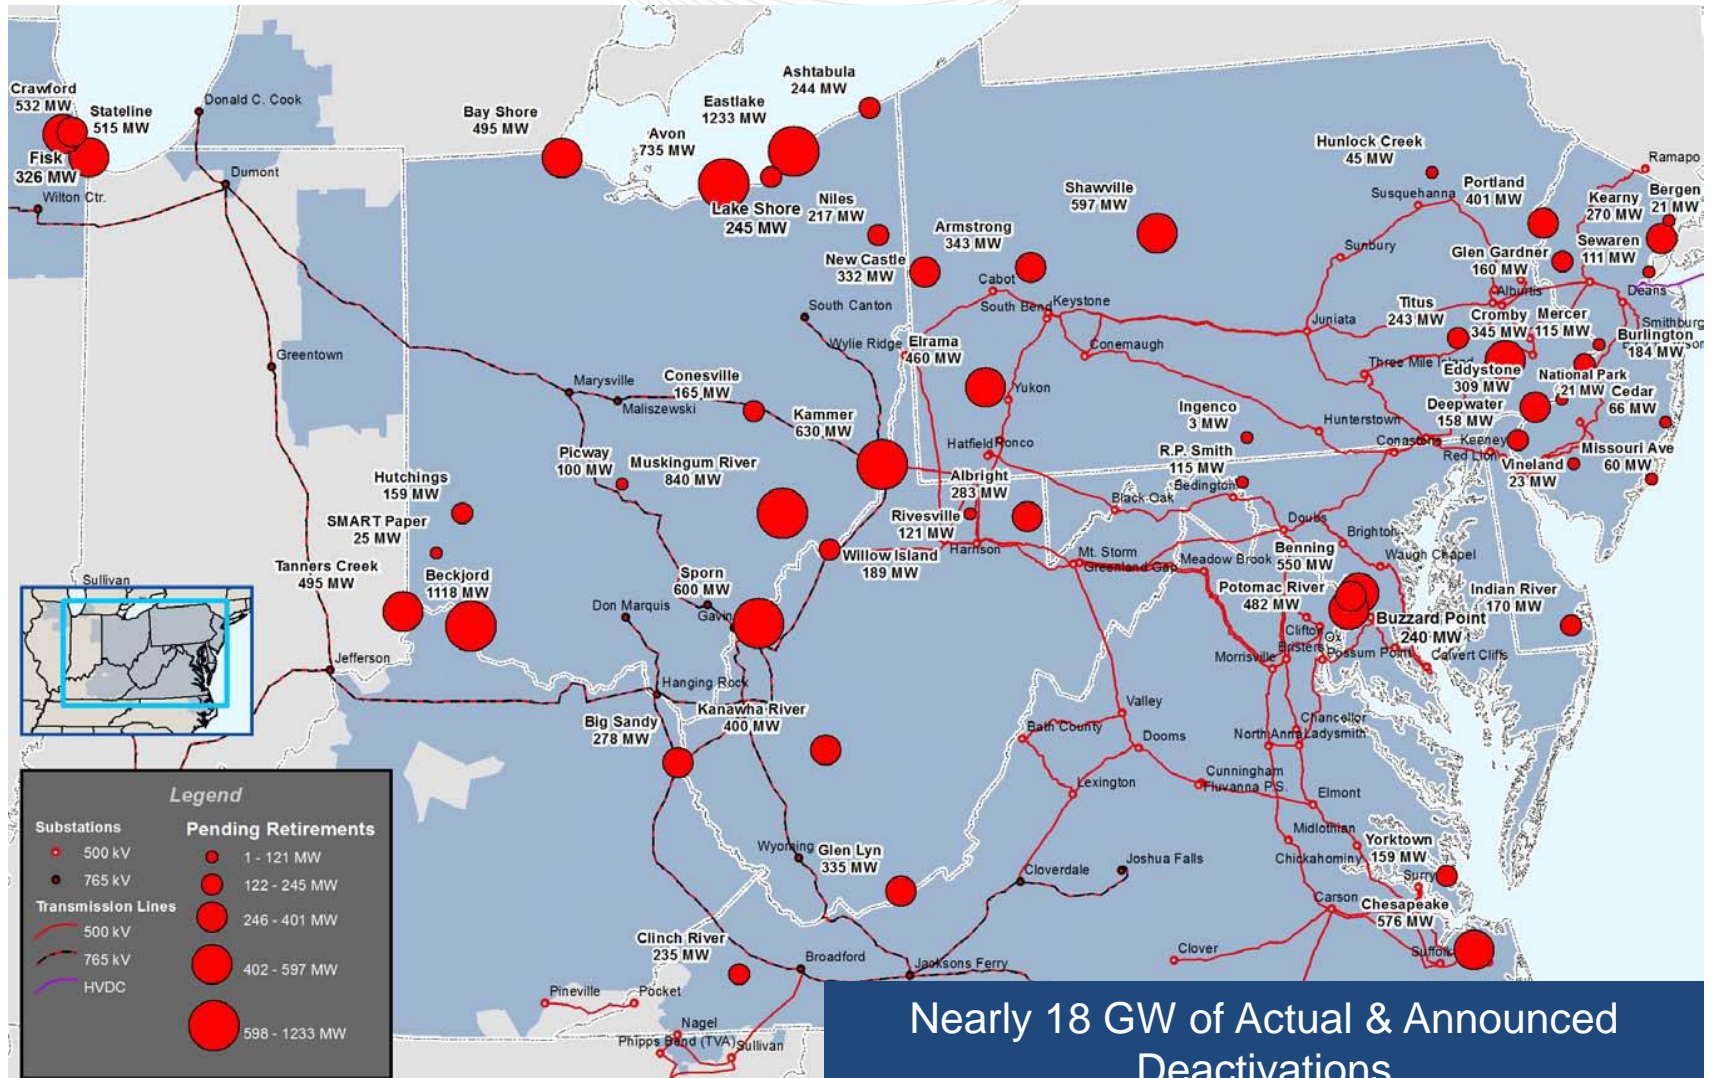 Crawford
532 MW
Stateline
515 MW
Fisk
326 MW
Wilton Ctr.
Donald C. Cook
Dumont
Bay Shore
495 MW
Avon
735 MW
Eastlake
1233 MW
Ashtabula
244 MW
Lake Shore
245 MW
Niles
217 MW
New Castle
332 MW
Armstrong
343 MW
Shawville
597 MW
Hunlock Creek
45 MW
Susquehanna
Portland
401 MW
Ramapo
Bergen
21 MW
Kearny
270 MW
Sewaren
111 MW
Glen Gardner
160 MW
Sunbury
Cabot
South Bend
Keystone
South Canton
Wylie Ridge
Elrama
460 MW
Conemaugh
Juniata
Alburtis
Deans
Titus
243 MW
Cromby
345 MW
Mercer
115 MW
Smithburg
Burlington
184 MW
Three Mile Island
Eddystone
309 MW
National Park
21 MW
Cedar
66 MW
Deepwater
158 MW
Greentown
Marysville
Maliszewski
Conesville
165 MW
Kammer
630 MW
Yukon
Ingenco
3 MW
Hunterstown
Conastone
Keeney
Red Lion
Missouri Ave
60 MW
Vineland
23 MW
Hatfield
Ronco
R.P. Smith
115 MW
Bedington
Black Oak
Picway
100 MW
Muskingum River
840 MW
Hutchings
159 MW
SMART Paper
25 MW
Albright
283 MW
Rivesville
121 MW
Harrison
Willow Island
189 MW
Mt. Storm
Greenland Gap
Meadow Brook
Doubs
Brighton
Waugh Chapel
Benning
550 MW
Potomac River
482 MW
Buzzard Point
240 MW
Indian River
170 MW
Tanners Creek
495 MW
Beckjord
1118 MW
Sporn
600 MW
Don Marquis
Gavin
Clifton
Ox
Bristers
Possum Point
Calvert Cliffs
Morrisville
Sullivan
Jefferson
Hanging Rock
Kanawha River
400 MW
Big Sandy
278 MW
Valley
Bath County
Dooms
Chancellor
North Anna
Ladysmith
Cunningham
Fluvanna P.S.
Lexington
Elmont
Midlothian
Chickahominy
Yorktown
159 MW
Surry
Wyoming
Glen Lyn
335 MW
Cloverdale
Joshua Falls
Carson
Chesapeake
576 MW
Suffolk
Clover
Clinch River
235 MW
Broadford
Jacksons Ferry
Pineville
Pocket
Nagel
Phipps Bend (TVA)
Sullivan
Legend
Substations
500 kV
765 kV
Transmission Lines
500 kV
765 kV
HVDC
Pending Retirements
1 - 121 MW
122 - 245 MW
246 - 401 MW
402 - 597 MW
598 - 1233 MW
Nearly 18 GW of Actual & Announced
Deactivations